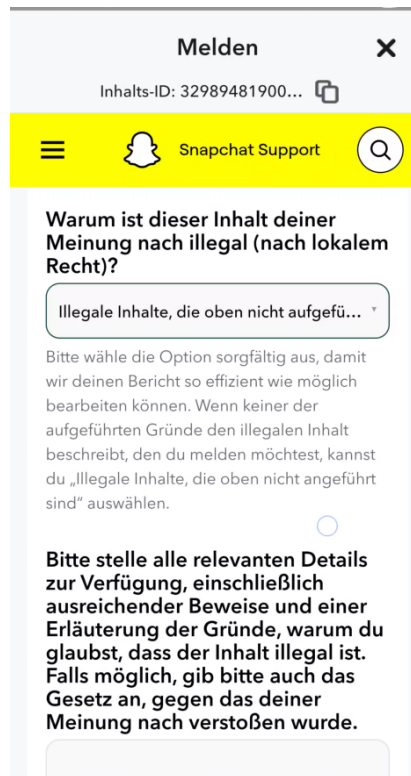 Melden
Inhalts-ID: 32989481900...
Snapchat Support
Warum ist dieser Inhalt deiner
Meinung nach illegal (nach lokalem
Recht)?
Illegale Inhalte, die oben nicht aufgefü...
Bitte wähle die Option sorgfältig aus, damit
wir deinen Bericht so effizient wie möglich
bearbeiten können. Wenn keiner der
aufgeführten Gründe den illegalen Inhalt
beschreibt, den du melden möchtest, kannst
du „Illegale Inhalte, die oben nicht angeführt
sind“ auswählen.
Bitte stelle alle relevanten Details
zur Verfügung, einschließlich
ausreichender Beweise und einer
Erläuterung der Gründe, warum du
glaubst, dass der Inhalt illegal ist.
Falls möglich, gib bitte auch das
Gesetz an, gegen das deiner
Meinung nach verstoßen wurde.